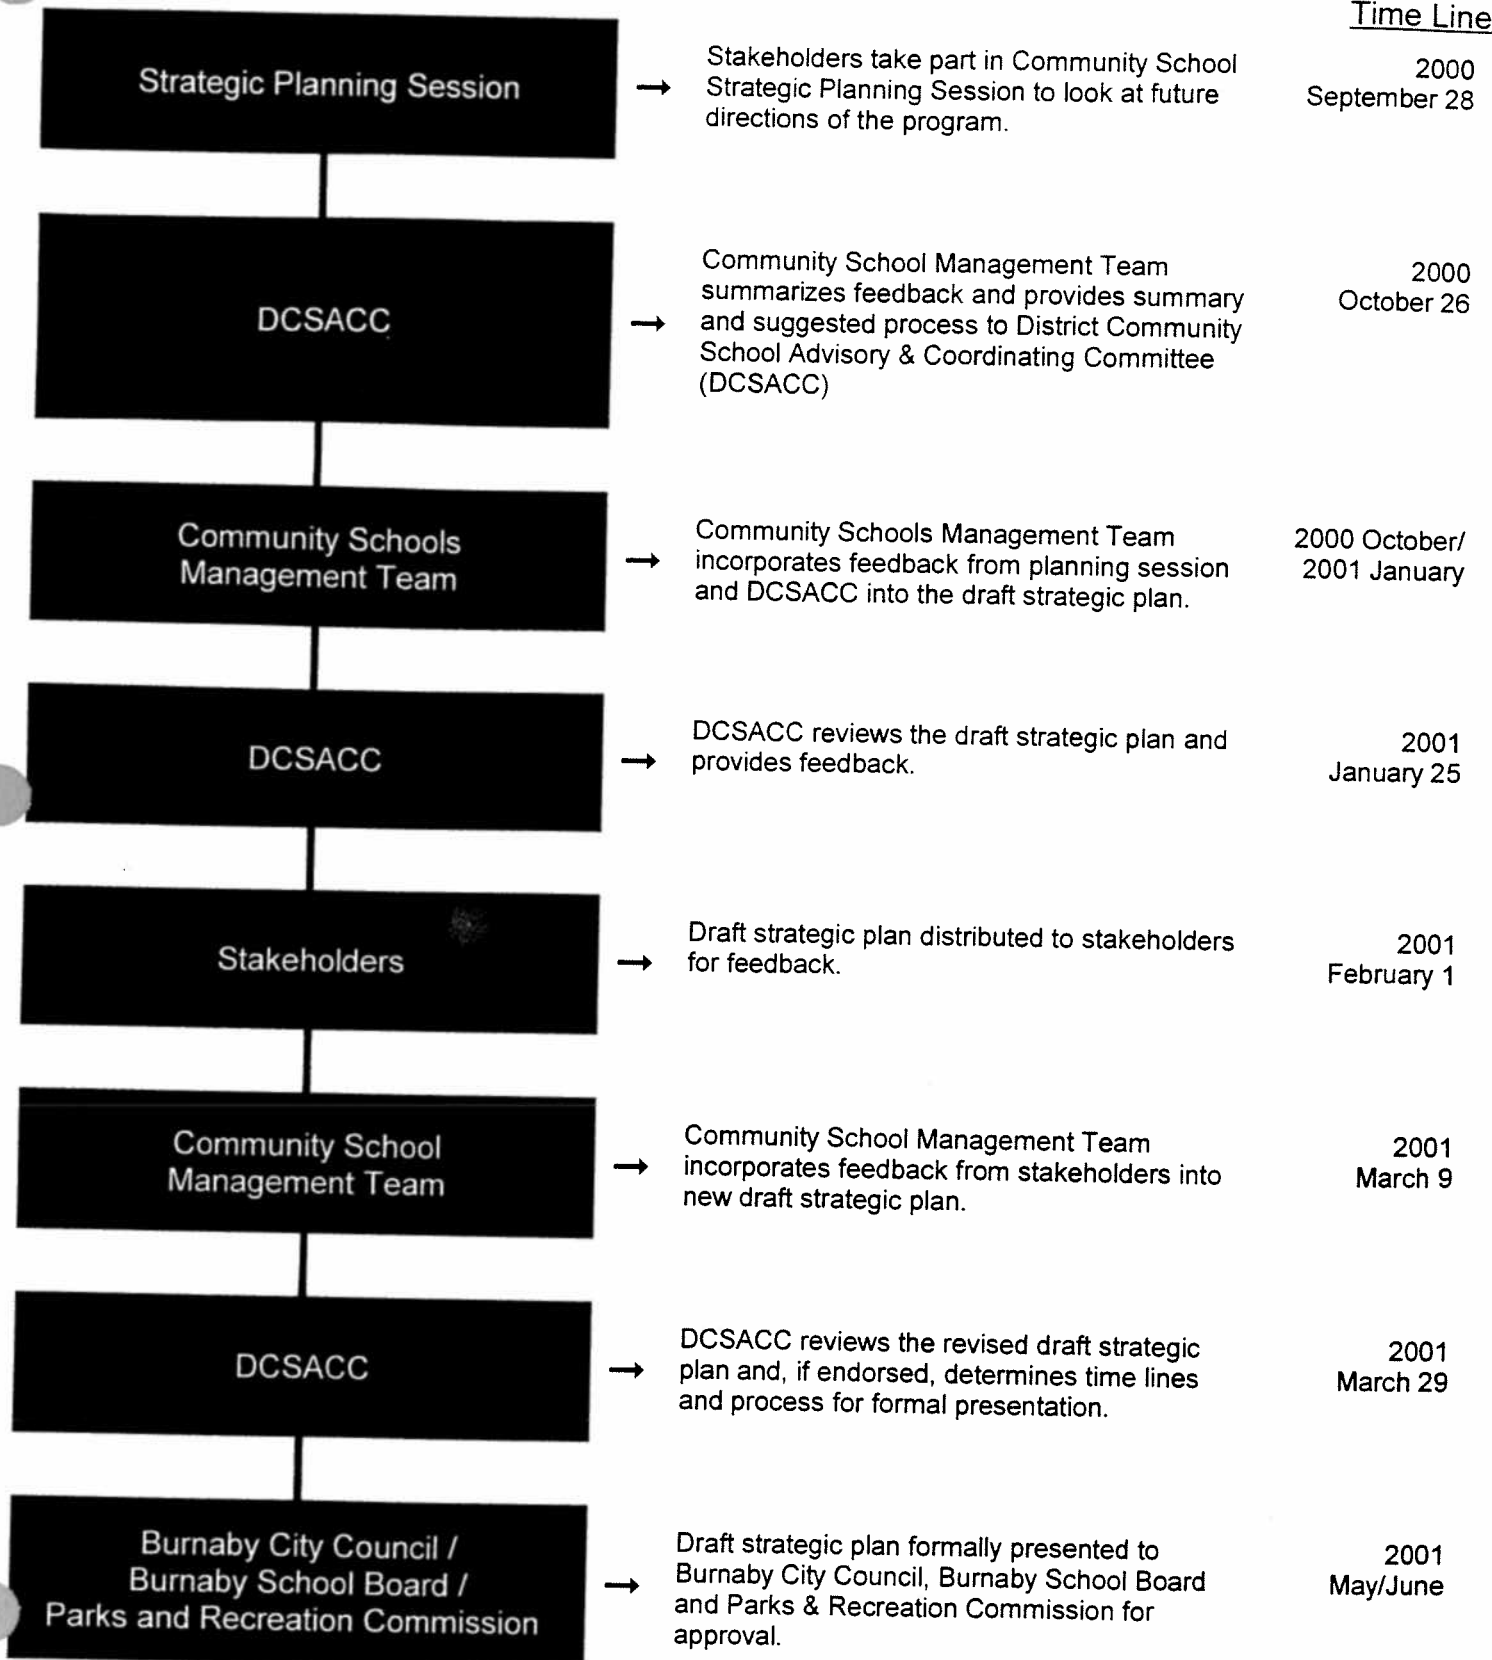 Time Line
Strategic Planning Session
→
Stakeholders take part in Community School
Strategic Planning Session to look at future
directions of the program.
2000
September 28
DCSACC
→
Community School Management Team
summarizes feedback and provides summary
and suggested process to District Community
School Advisory & Coordinating Committee
(DCSACC)
2000
October 26
Community Schools
Management Team
→
Community Schools Management Team
incorporates feedback from planning session
and DCSACC into the draft strategic plan.
2000 October/
2001 January
DCSACC
→
DCSACC reviews the draft strategic plan and
provides feedback.
2001
January 25
Stakeholders
→
Draft strategic plan distributed to stakeholders
for feedback.
2001
February 1
Community School
Management Team
→
Community School Management Team
incorporates feedback from stakeholders into
new draft strategic plan.
2001
March 9
DCSACC
→
DCSACC reviews the revised draft strategic
plan and, if endorsed, determines time lines
and process for formal presentation.
2001
March 29
Burnaby City Council /
Burnaby School Board /
Parks and Recreation Commission
→
Draft strategic plan formally presented to
Burnaby City Council, Burnaby School Board
and Parks & Recreation Commission for
approval.
2001
May/June